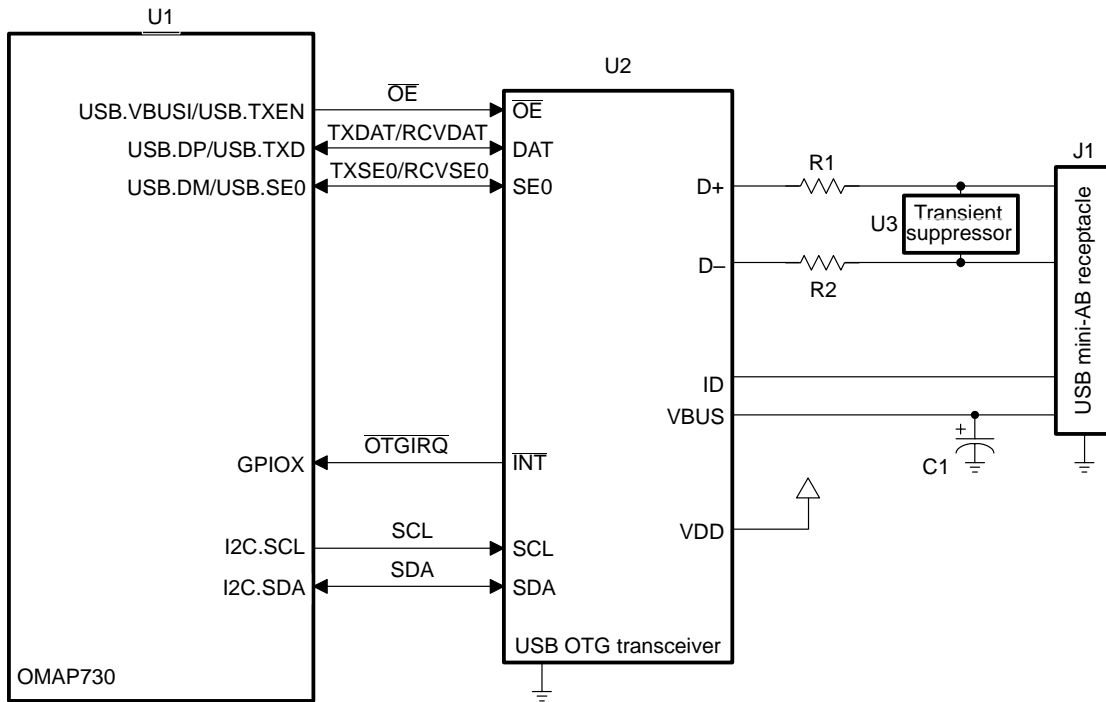 U1
U2
USB.VBUSI/USB.TXEN
OE
OE
USB.DP/USB.TXD
TXDAT/RCVDAT
DAT
USB.DM/USB.SE0
TXSE0/RCVSE0
SE0
D+
R1
J1
U3
Transient
suppressor
D–
R2
USB mini-AB receptacle
ID
VBUS
+
C1
GPIOX
OTGIRQ
INT
VDD
I2C.SCL
SCL
SCL
I2C.SDA
SDA
SDA
USB OTG transceiver
OMAP730